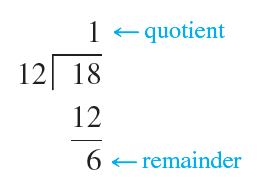 1 ← quotient
12 18
12
6 ← remainder